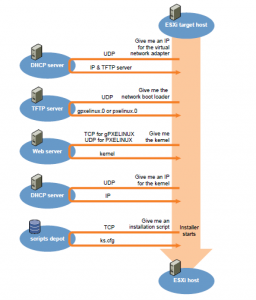 ESXi target host
Give me an IP
for the virtual
network adapter
UDP
DHCP server
IP & TFTP server
Give me the
network boot loader
UDP
TFTP server
gpxelinux.0 or pxelinux.0
TCP for gPXELINUX
UDP for PXELINUX
Give me
the kernel
Web server
kernel
Give me an IP
for the kernel
UDP
DHCP server
IP
Give me an
installation script
TCP
scripts depot
ks.cfg
Installer
starts
ESXi host